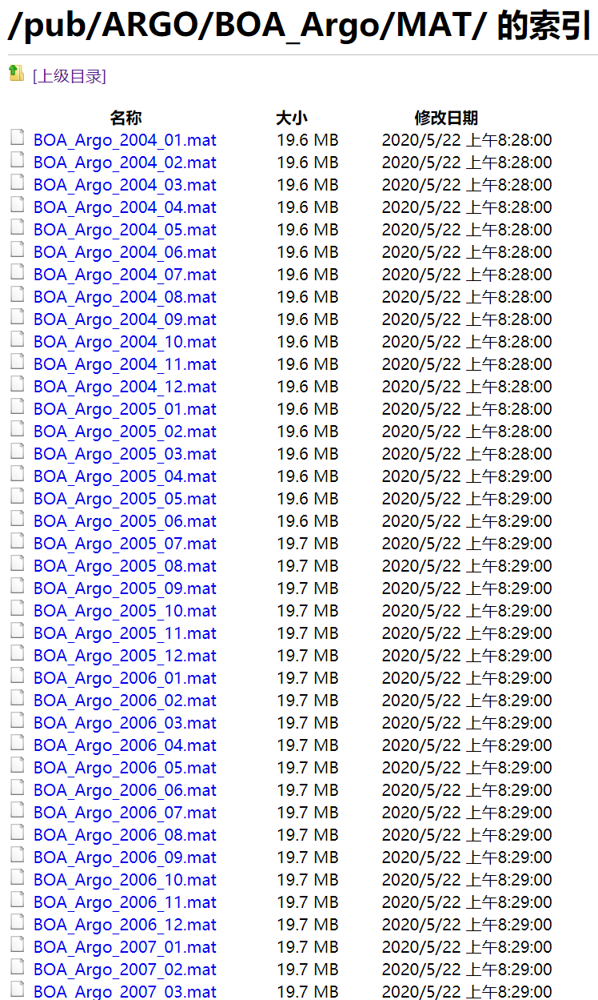 /pub/ARGO/BOA_Argo/MAT/ 的索引
[上级目录]
名称 大小 修改日期
BOA_Argo_2004_01.mat 19.6 MB 2020/5/22 上午8:28:00
BOA_Argo_2004_02.mat 19.6 MB 2020/5/22 上午8:28:00
BOA_Argo_2004_03.mat 19.6 MB 2020/5/22 上午8:28:00
BOA_Argo_2004_04.mat 19.6 MB 2020/5/22 上午8:28:00
BOA_Argo_2004_05.mat 19.6 MB 2020/5/22 上午8:28:00
BOA_Argo_2004_06.mat 19.6 MB 2020/5/22 上午8:28:00
BOA_Argo_2004_07.mat 19.6 MB 2020/5/22 上午8:28:00
BOA_Argo_2004_08.mat 19.6 MB 2020/5/22 上午8:28:00
BOA_Argo_2004_09.mat 19.6 MB 2020/5/22 上午8:28:00
BOA_Argo_2004_10.mat 19.6 MB 2020/5/22 上午8:28:00
BOA_Argo_2004_11.mat 19.6 MB 2020/5/22 上午8:28:00
BOA_Argo_2004_12.mat 19.6 MB 2020/5/22 上午8:28:00
BOA_Argo_2005_01.mat 19.6 MB 2020/5/22 上午8:28:00
BOA_Argo_2005_02.mat 19.6 MB 2020/5/22 上午8:28:00
BOA_Argo_2005_03.mat 19.6 MB 2020/5/22 上午8:28:00
BOA_Argo_2005_04.mat 19.6 MB 2020/5/22 上午8:29:00
BOA_Argo_2005_05.mat 19.6 MB 2020/5/22 上午8:29:00
BOA_Argo_2005_06.mat 19.6 MB 2020/5/22 上午8:29:00
BOA_Argo_2005_07.mat 19.7 MB 2020/5/22 上午8:29:00
BOA_Argo_2005_08.mat 19.7 MB 2020/5/22 上午8:29:00
BOA_Argo_2005_09.mat 19.7 MB 2020/5/22 上午8:29:00
BOA_Argo_2005_10.mat 19.7 MB 2020/5/22 上午8:29:00
BOA_Argo_2005_11.mat 19.7 MB 2020/5/22 上午8:29:00
BOA_Argo_2005_12.mat 19.7 MB 2020/5/22 上午8:29:00
BOA_Argo_2006_01.mat 19.7 MB 2020/5/22 上午8:29:00
BOA_Argo_2006_02.mat 19.7 MB 2020/5/22 上午8:29:00
BOA_Argo_2006_03.mat 19.7 MB 2020/5/22 上午8:29:00
BOA_Argo_2006_04.mat 19.7 MB 2020/5/22 上午8:29:00
BOA_Argo_2006_05.mat 19.7 MB 2020/5/22 上午8:29:00
BOA_Argo_2006_06.mat 19.7 MB 2020/5/22 上午8:29:00
BOA_Argo_2006_07.mat 19.7 MB 2020/5/22 上午8:29:00
BOA_Argo_2006_08.mat 19.7 MB 2020/5/22 上午8:29:00
BOA_Argo_2006_09.mat 19.7 MB 2020/5/22 上午8:29:00
BOA_Argo_2006_10.mat 19.7 MB 2020/5/22 上午8:29:00
BOA_Argo_2006_11.mat 19.7 MB 2020/5/22 上午8:29:00
BOA_Argo_2006_12.mat 19.7 MB 2020/5/22 上午8:29:00
BOA_Argo_2007_01.mat 19.7 MB 2020/5/22 上午8:29:00
BOA_Argo_2007_02.mat 19.7 MB 2020/5/22 上午8:29:00
BOA_Argo_2007_03.mat 19.7 MB 2020/5/22 上午8:29:00